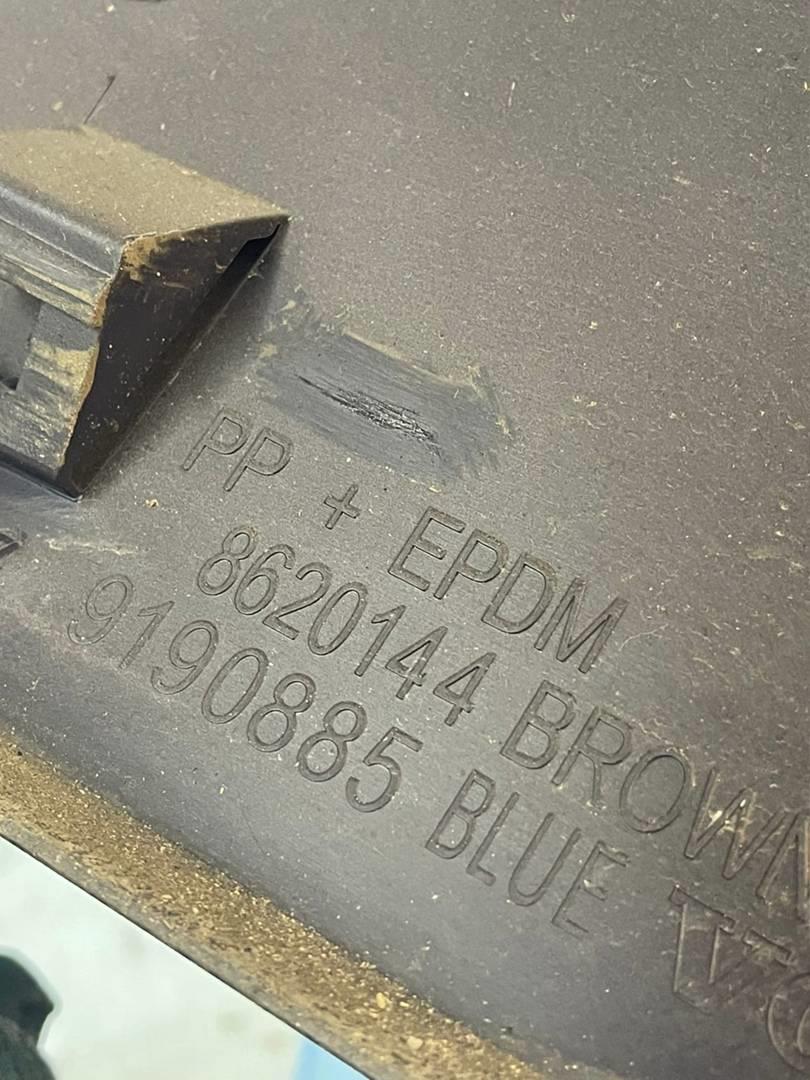 PP + EPDM
8620144 BROWN
9190885 BLUE